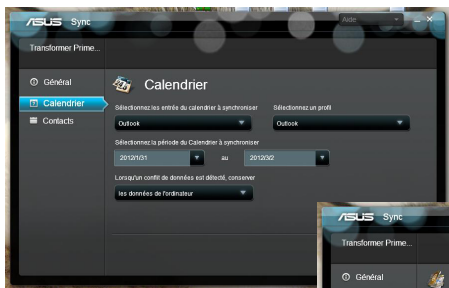 ASUS Sync
Aide
Transformer Prime...
Général
Calendrier
Contacts
Calendrier
Sélectionnez les entrée du calendrier à synchroniser
Sélectionnez un profil
Outlook
Outlook
Sélectionnez la période du Calendrier à synchroniser
2012/1/31
au
2012/3/2
Lorsqu'un conflit de données est détecté, conserver
les données de l'ordinateur
ASUS Sync
Transformer Prime...
Général